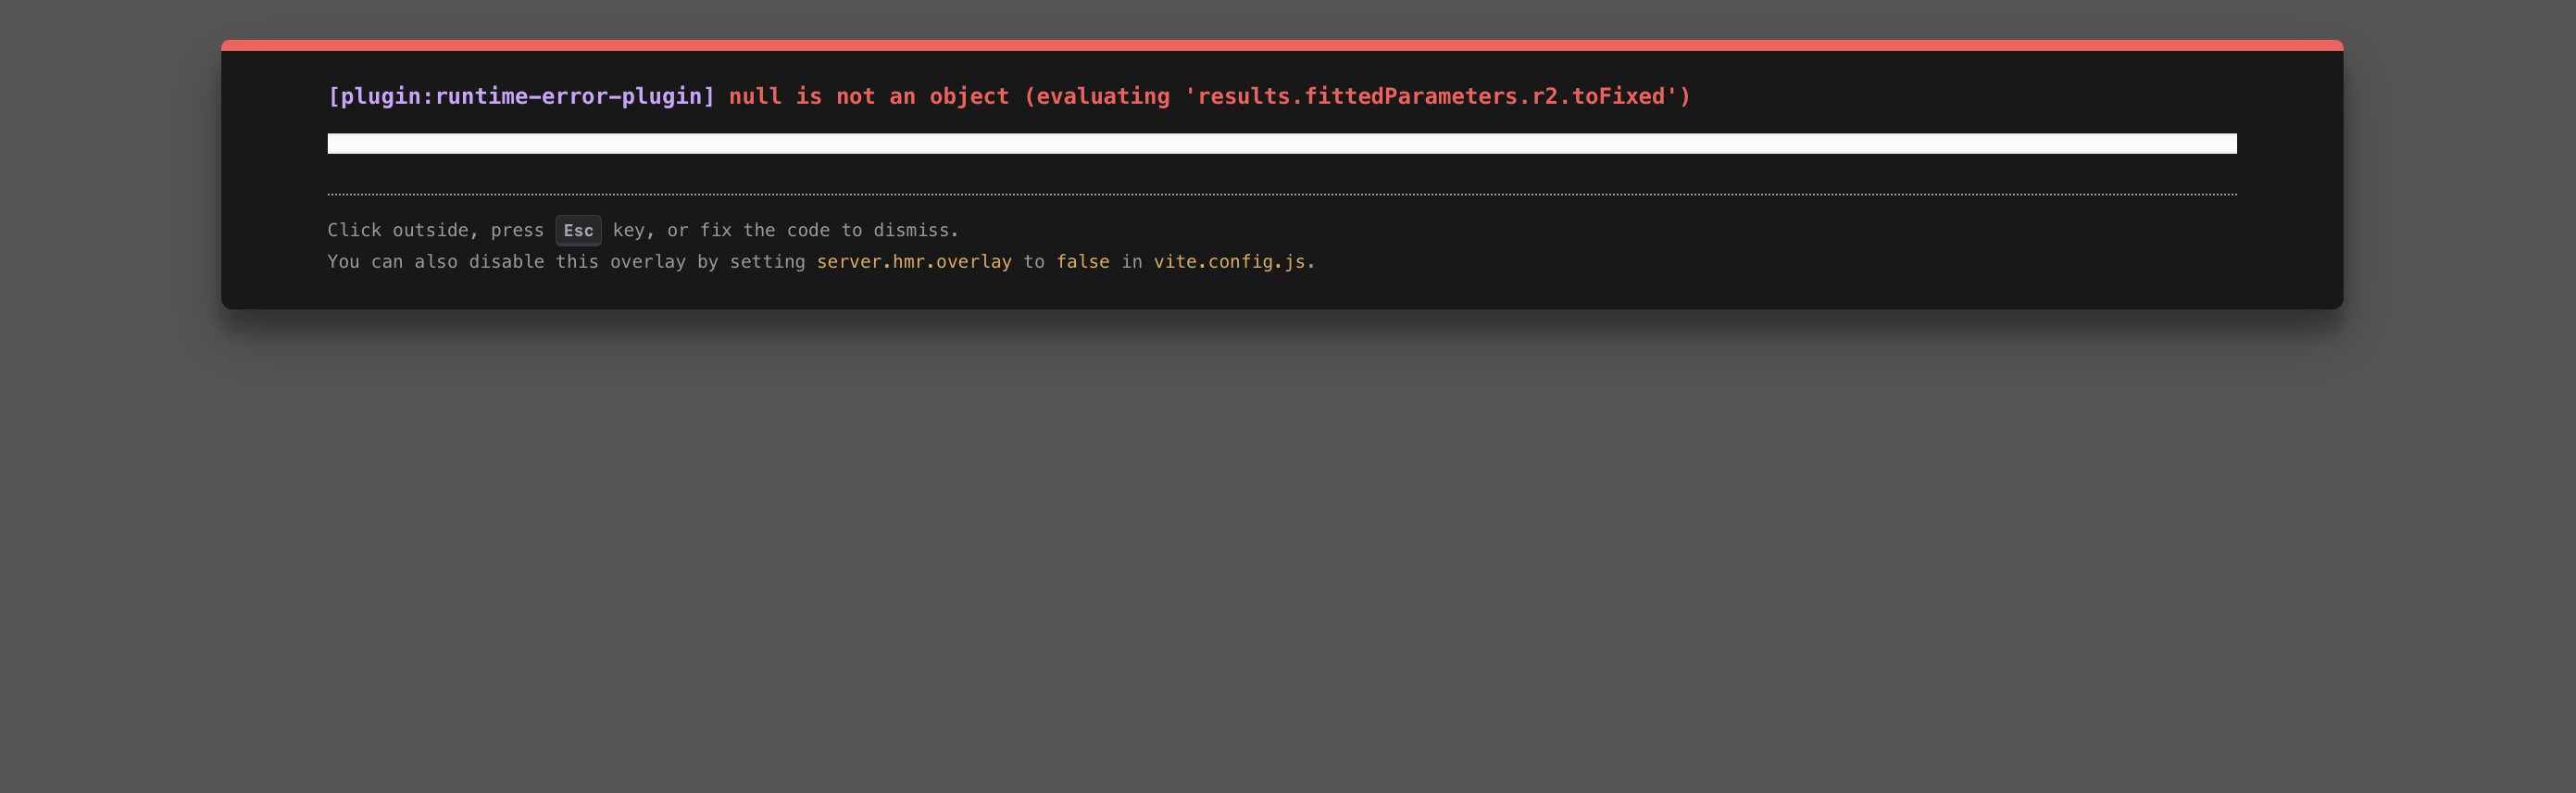 [plugin:runtime-error-plugin] null is not an object (evaluating 'results.fittedParameters.r2.toFixed')
Click outside, press Esc key, or fix the code to dismiss.
You can also disable this overlay by setting server.hmr.overlay to false in vite.config.js.